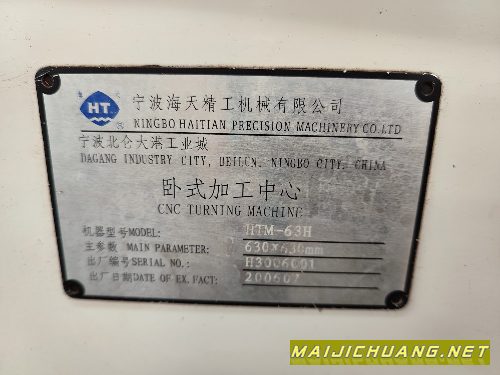 HT
宁波海天精工机械有限公司
NINGBO HAITIAN PRECISION MACHINERY CO.LTD
宁波北仑大港工业城
DAGANG INDUSTRY CITY, BEILUN, NINGBO CITY, CHINA
卧式加工中心
CNC TURNING MACHINE
机器型号MODEL: HTM-63H
主参数 MAIN PARAMETER: 630×630mm
出厂编号SERIAL NO.: H3006001
出厂日期DATE OF EX. FACT: 200607
MAIJICHUANG.NET